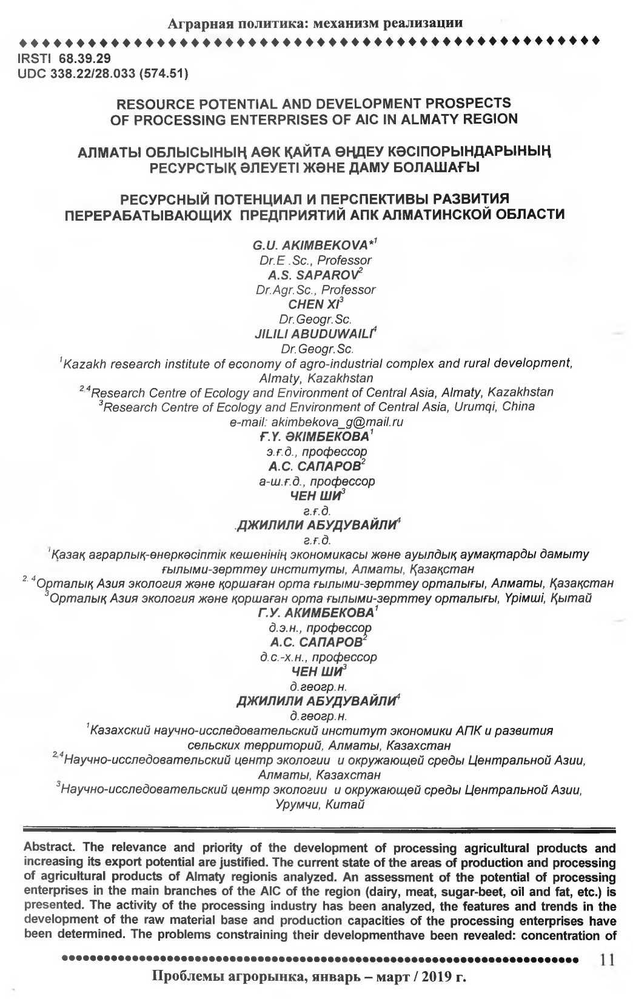 Аграрная политика: механизм реализации
IRSTI 68.39.29
UDC 338.22/28.033 (574.51)
RESOURCE POTENTIAL AND DEVELOPMENT PROSPECTS
OF PROCESSING ENTERPRISES OF AIC IN ALMATY REGION
АЛМАТЫ ОБЛЫСЫНЫҢ АӨК ҚАЙТА ӨҢДЕУ КӘСІПОРЫНДАРЫНЫҢ
РЕСУРСТЫҚ ӘЛЕУЕТІ ЖӘНЕ ДАМУ БОЛАШАҒЫ
РЕСУРСНЫЙ ПОТЕНЦИАЛ И ПЕРСПЕКТИВЫ РАЗВИТИЯ
ПЕРЕРАБАТЫВАЮЩИХ ПРЕДПРИЯТИЙ АПК АЛМАТИНСКОЙ ОБЛАСТИ
G.U. AKIMBEKOVA*1
Dr.E .Sc., Professor
A.S. SAPAROV2
Dr.Agr.Sc., Professor
CHEN XI3
Dr.Geogr.Sc.
JILILI ABUDUWAILI4
Dr.Geogr.Sc.
1Kazakh research institute of economy of agro-industrial complex and rural development,
Almaty, Kazakhstan
2,4Research Centre of Ecology and Environment of Central Asia, Almaty, Kazakhstan
3Research Centre of Ecology and Environment of Central Asia, Urumqi, China
e-mail: akimbekova_g@mail.ru
Ғ.Ү. ӘКІМБЕКОВА1
э.ғ.д., профессор
А.С. САПАРОВ2
а-ш.ғ.д., профессор
ЧЕН ШИ3
г.ғ.д.
.ДЖИЛИЛИ АБУДУВАЙЛИ4
г.ғ.д.
1Қазақ аграрлық-өнеркәсіптік кешенінің экономикасы және ауылдық аумақтарды дамыту
ғылыми-зерттеу институты, Алматы, Қазақстан
2, 4Орталық Азия экология және қоршаған орта ғылыми-зерттеу орталығы, Алматы, Қазақстан
3Орталық Азия экология және қоршаған орта ғылыми-зерттеу орталығы, Үрімші, Қытай
Г.У. АКИМБЕКОВА1
д.э.н., профессор
А.С. САПАРОВ2
д.с.-х.н., профессор
ЧЕН ШИ3
д.геогр.н.
ДЖИЛИЛИ АБУДУВАЙЛИ4
д.геогр.н.
1Казахский научно-исследовательский институт экономики АПК и развития
сельских территорий, Алматы, Казахстан
2,4Научно-исследовательский центр экологии и окружающей среды Центральной Азии,
Алматы, Казахстан
3Научно-исследовательский центр экологии и окружающей среды Центральной Азии,
Урумчи, Китай
Abstract. The relevance and priority of the development of processing agricultural products and
increasing its export potential are justified. The current state of the areas of production and processing
of agricultural products of Almaty regionis analyzed. An assessment of the potential of processing
enterprises in the main branches of the AIC of the region (dairy, meat, sugar-beet, oil and fat, etc.) is
presented. The activity of the processing industry has been analyzed, the features and trends in the
development of the raw material base and production capacities of the processing enterprises have
been determined. The problems constraining their developmenthave been revealed: concentration of
11
Проблемы агрорынка, январь – март / 2019 г.